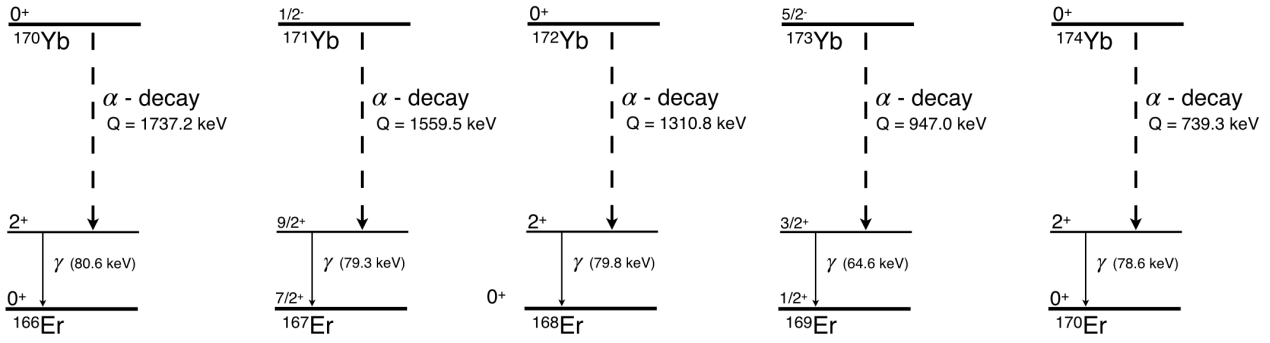 0⁺
¹⁷⁰Yb
α - decay
Q = 1737.2 keV
2⁺
γ (80.6 keV)
0⁺
¹⁶⁶Er
1/2⁻
¹⁷¹Yb
α - decay
Q = 1559.5 keV
9/2⁺
γ (79.3 keV)
7/2⁺
¹⁶⁷Er
0⁺
¹⁷²Yb
α - decay
Q = 1310.8 keV
2⁺
γ (79.8 keV)
0⁺
¹⁶⁸Er
5/2⁻
¹⁷³Yb
α - decay
Q = 947.0 keV
3/2⁺
γ (64.6 keV)
1/2⁺
¹⁶⁹Er
0⁺
¹⁷⁴Yb
α - decay
Q = 739.3 keV
2⁺
γ (78.6 keV)
0⁺
¹⁷⁰Er